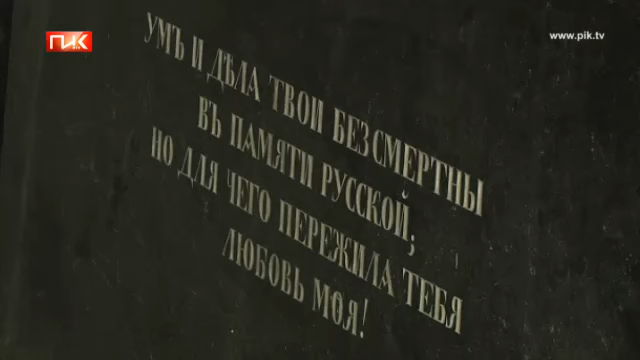 ПИК
www.pik.tv
УМЪ И ДѢЛА ТВОИ БЕЗСМЕРТНЫ
ВЪ ПАМЯТИ РУССКОЙ;
НО ДЛЯ ЧЕГО ПЕРЕЖИЛА ТЕБЯ
ЛЮБОВЬ МОЯ!